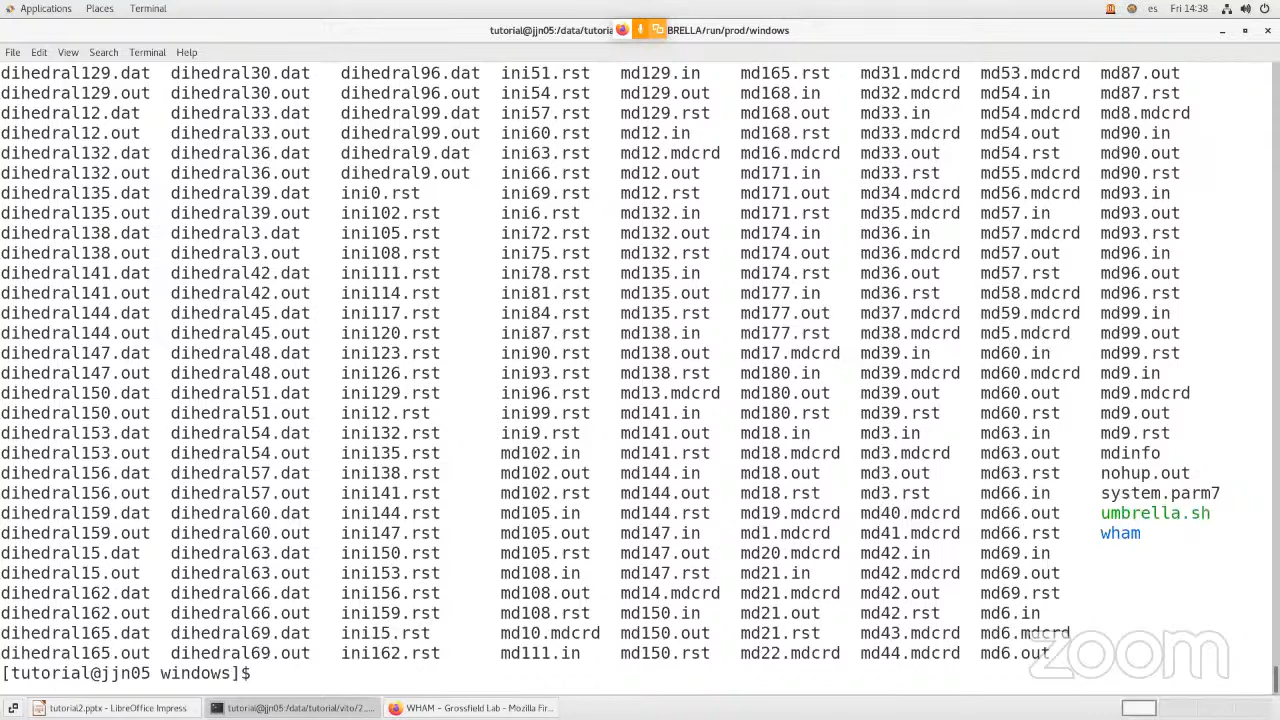 Applications Places Terminal es Fri 14:38
tutorial@jjn05:/data/tutoria BRELLA/run/prod/windows
File Edit View Search Terminal Help
dihedral129.dat dihedral30.dat dihedral96.dat ini51.rst md129.in md165.rst md31.mdcrd md53.mdcrd md87.out
dihedral129.out dihedral30.out dihedral96.out ini54.rst md129.out md168.in md32.mdcrd md54.in md87.rst
dihedral12.dat dihedral33.dat dihedral99.dat ini57.rst md129.rst md168.out md33.in md54.mdcrd md8.mdcrd
dihedral12.out dihedral33.out dihedral99.out ini60.rst md12.in md168.rst md33.mdcrd md54.out md90.in
dihedral132.dat dihedral36.dat dihedral9.dat ini63.rst md12.mdcrd md16.mdcrd md33.out md54.rst md90.out
dihedral132.out dihedral36.out dihedral9.out ini66.rst md12.out md171.in md33.rst md55.mdcrd md90.rst
dihedral135.dat dihedral39.dat ini0.rst ini69.rst md12.rst md171.out md34.mdcrd md56.mdcrd md93.in
dihedral135.out dihedral39.out ini102.rst ini6.rst md132.in md171.rst md35.mdcrd md57.in md93.out
dihedral138.dat dihedral3.dat ini105.rst ini72.rst md132.out md174.in md36.in md57.mdcrd md93.rst
dihedral138.out dihedral3.out ini108.rst ini75.rst md132.rst md174.out md36.mdcrd md57.out md96.in
dihedral141.dat dihedral42.dat ini111.rst ini78.rst md135.in md174.rst md36.out md57.rst md96.out
dihedral141.out dihedral42.out ini114.rst ini81.rst md135.out md177.in md36.rst md58.mdcrd md96.rst
dihedral144.dat dihedral45.dat ini117.rst ini84.rst md135.rst md177.out md37.mdcrd md59.mdcrd md99.in
dihedral144.out dihedral45.out ini120.rst ini87.rst md138.in md177.rst md38.mdcrd md5.mdcrd md99.out
dihedral147.dat dihedral48.dat ini123.rst ini90.rst md138.out md17.mdcrd md39.in md60.in md99.rst
dihedral147.out dihedral48.out ini126.rst ini93.rst md138.rst md180.in md39.mdcrd md60.mdcrd md9.in
dihedral150.dat dihedral51.dat ini129.rst ini96.rst md13.mdcrd md180.out md39.out md60.out md9.mdcrd
dihedral150.out dihedral51.out ini12.rst ini99.rst md141.in md180.rst md39.rst md60.rst md9.out
dihedral153.dat dihedral54.dat ini132.rst ini9.rst md141.out md18.in md3.in md63.in md9.rst
dihedral153.out dihedral54.out ini135.rst md102.in md141.rst md18.mdcrd md3.mdcrd md63.out mdinfo
dihedral156.dat dihedral57.dat ini138.rst md102.out md144.in md18.out md3.out md63.rst nohup.out
dihedral156.out dihedral57.out ini141.rst md102.rst md144.out md18.rst md3.rst md66.in system.parm7
dihedral159.dat dihedral60.dat ini144.rst md105.in md144.rst md19.mdcrd md40.mdcrd md66.out umbrella.sh
dihedral159.out dihedral60.out ini147.rst md105.out md147.in md1.mdcrd md41.mdcrd md66.rst wham
dihedral15.dat dihedral63.dat ini150.rst md105.rst md147.out md20.mdcrd md42.in md69.in
dihedral15.out dihedral63.out ini153.rst md108.in md147.rst md21.in md42.mdcrd md69.out
dihedral162.dat dihedral66.dat ini156.rst md108.out md14.mdcrd md21.mdcrd md42.out md69.rst
dihedral162.out dihedral66.out ini159.rst md108.rst md150.in md21.out md42.rst md6.in
dihedral165.dat dihedral69.dat ini15.rst md10.mdcrd md150.out md21.rst md43.mdcrd md6.mdcrd
dihedral165.out dihedral69.out ini162.rst md111.in md150.rst md22.mdcrd md44.mdcrd md6.out
zoom
[tutorial@jjn05 windows]$
tutorial2.pptx - LibreOffice Impress tutorial@jjn05:/data/tutorial/vito/2.... WHAM – Grossfield Lab - Mozilla Fir...